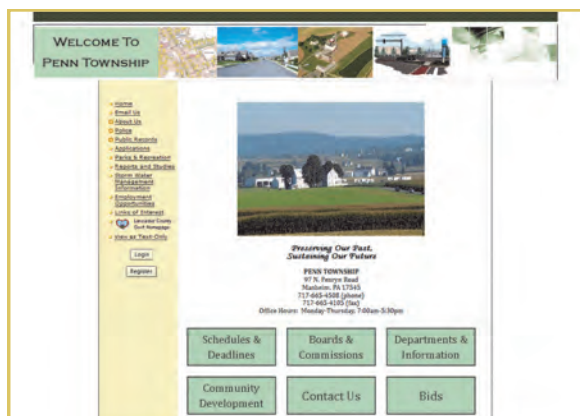 WELCOME TO
PENN TOWNSHIP
Home
Email Us
About Us
Police
Public Records
Applications
Parks & Recreation
Reports and Studies
Storm Water
Management
Information
Employment
Opportunities
Links of Interest
Lancaster County
View as Text Only
Login
Register
Preserving Our Past,
Sustaining Our Future
PENN TOWNSHIP
97 N. Penryn Road
Manheim, PA 17545
717-665-4508 (phone)
717-665-4105 (fax)
Office Hours: Monday-Thursday, 7:00am-5:30pm
Schedules &
Deadlines
Boards &
Commissions
Departments &
Information
Community
Development
Contact Us
Bids